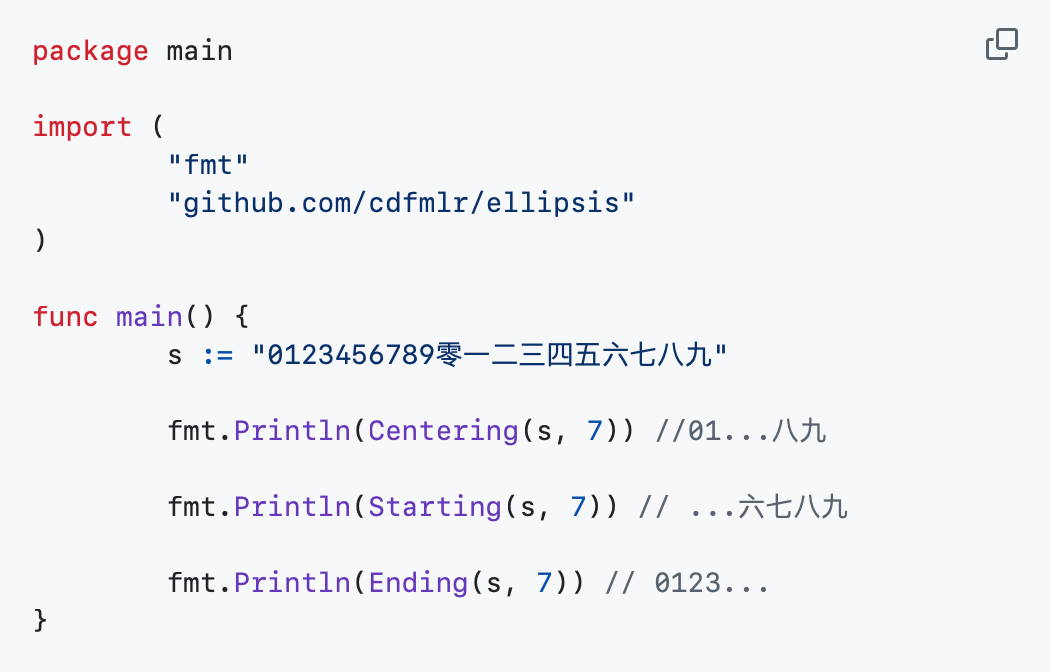 package main
import (
"fmt"
"github.com/cdfmlr/ellipsis"
)
func main() {
s := "0123456789零一二三四五六七八九"
fmt.Println(Centering(s, 7)) //01...八九
fmt.Println(Starting(s, 7)) // ...六七八九
fmt.Println(Ending(s, 7)) // 0123...
}